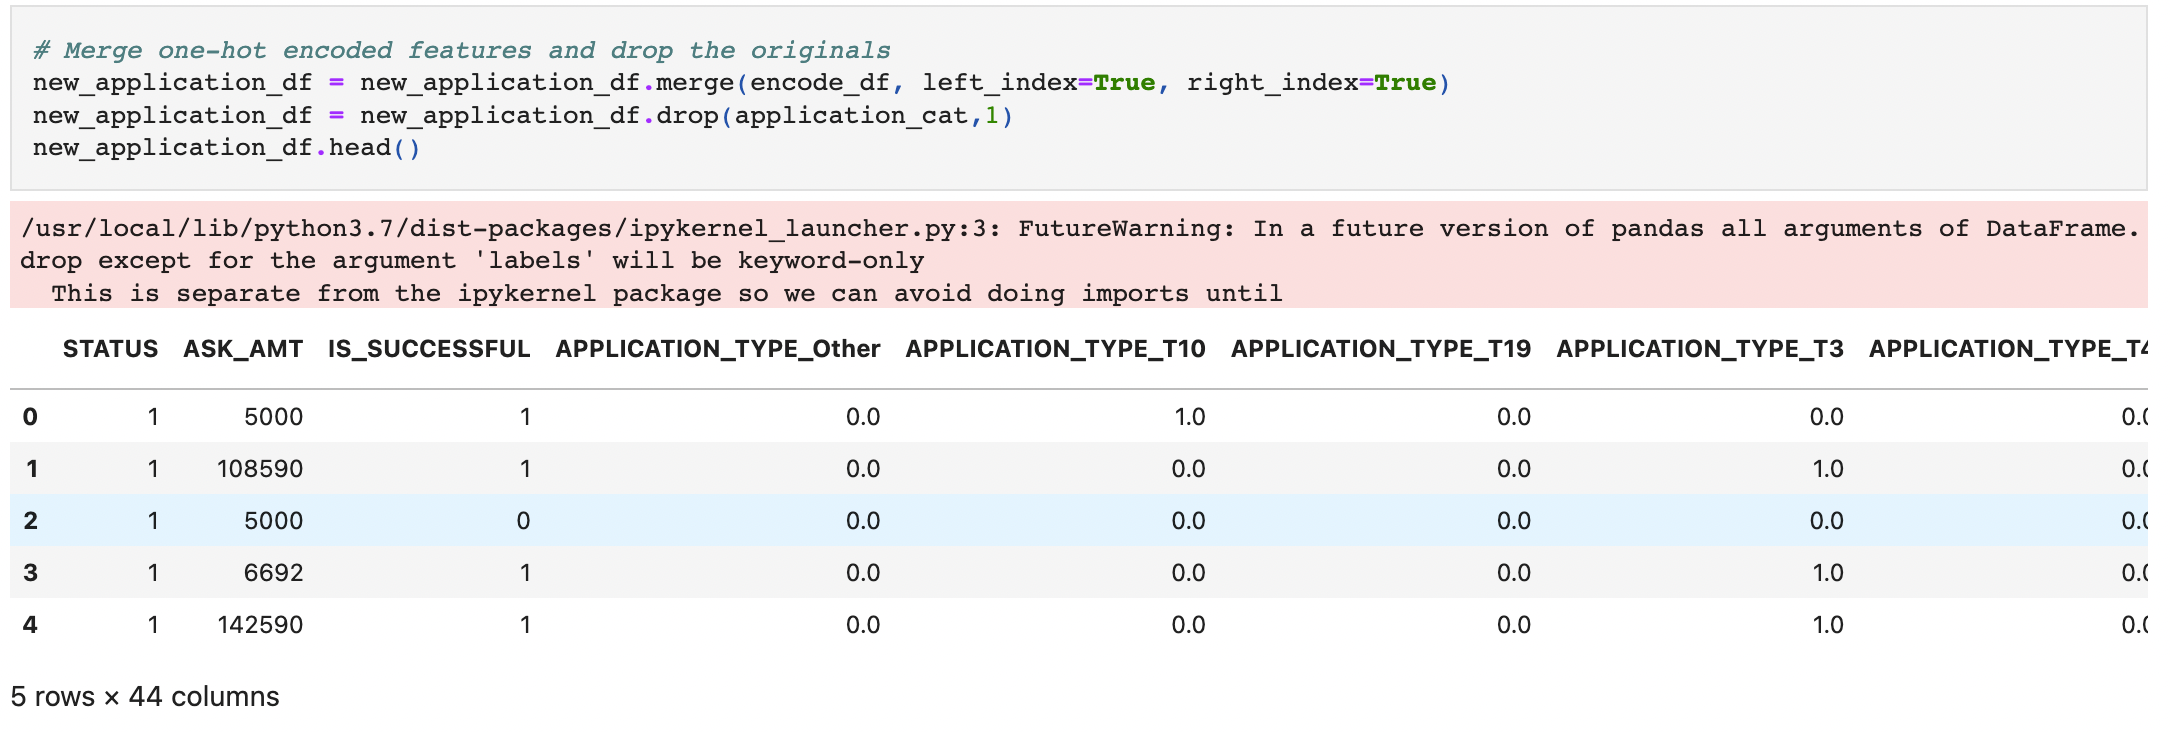 # Merge one-hot encoded features and drop the originals
new_application_df = new_application_df.merge(encode_df, left_index=True, right_index=True)
new_application_df = new_application_df.drop(application_cat,1)
new_application_df.head()
/usr/local/lib/python3.7/dist-packages/ipykernel_launcher.py:3: FutureWarning: In a future version of pandas all arguments of DataFrame.
drop except for the argument 'labels' will be keyword-only
This is separate from the ipykernel package so we can avoid doing imports until
STATUS ASK_AMT IS_SUCCESSFUL APPLICATION_TYPE_Other APPLICATION_TYPE_T10 APPLICATION_TYPE_T19 APPLICATION_TYPE_T3 APPLICATION_TYPE_T4
0 1 5000 1 0.0 1.0 0.0 0.0 0.0
1 1 108590 1 0.0 0.0 0.0 1.0 0.0
2 1 5000 0 0.0 0.0 0.0 0.0 0.0
3 1 6692 1 0.0 0.0 0.0 1.0 0.0
4 1 142590 1 0.0 0.0 0.0 1.0 0.0
5 rows × 44 columns